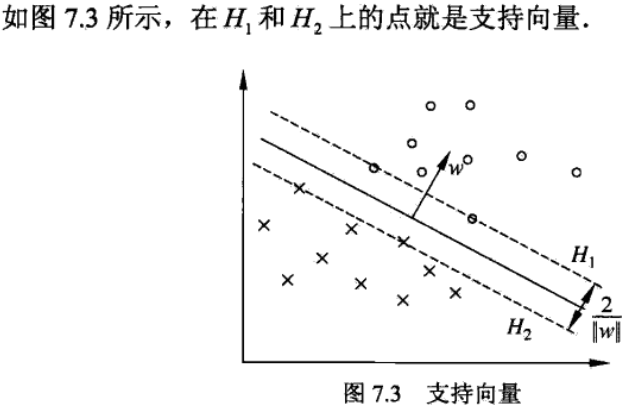 如图 7.3 所示，在 H₁ 和 H₂ 上的点就是支持向量．
w
H₁
2
‖w‖
H₂
图 7.3 支持向量